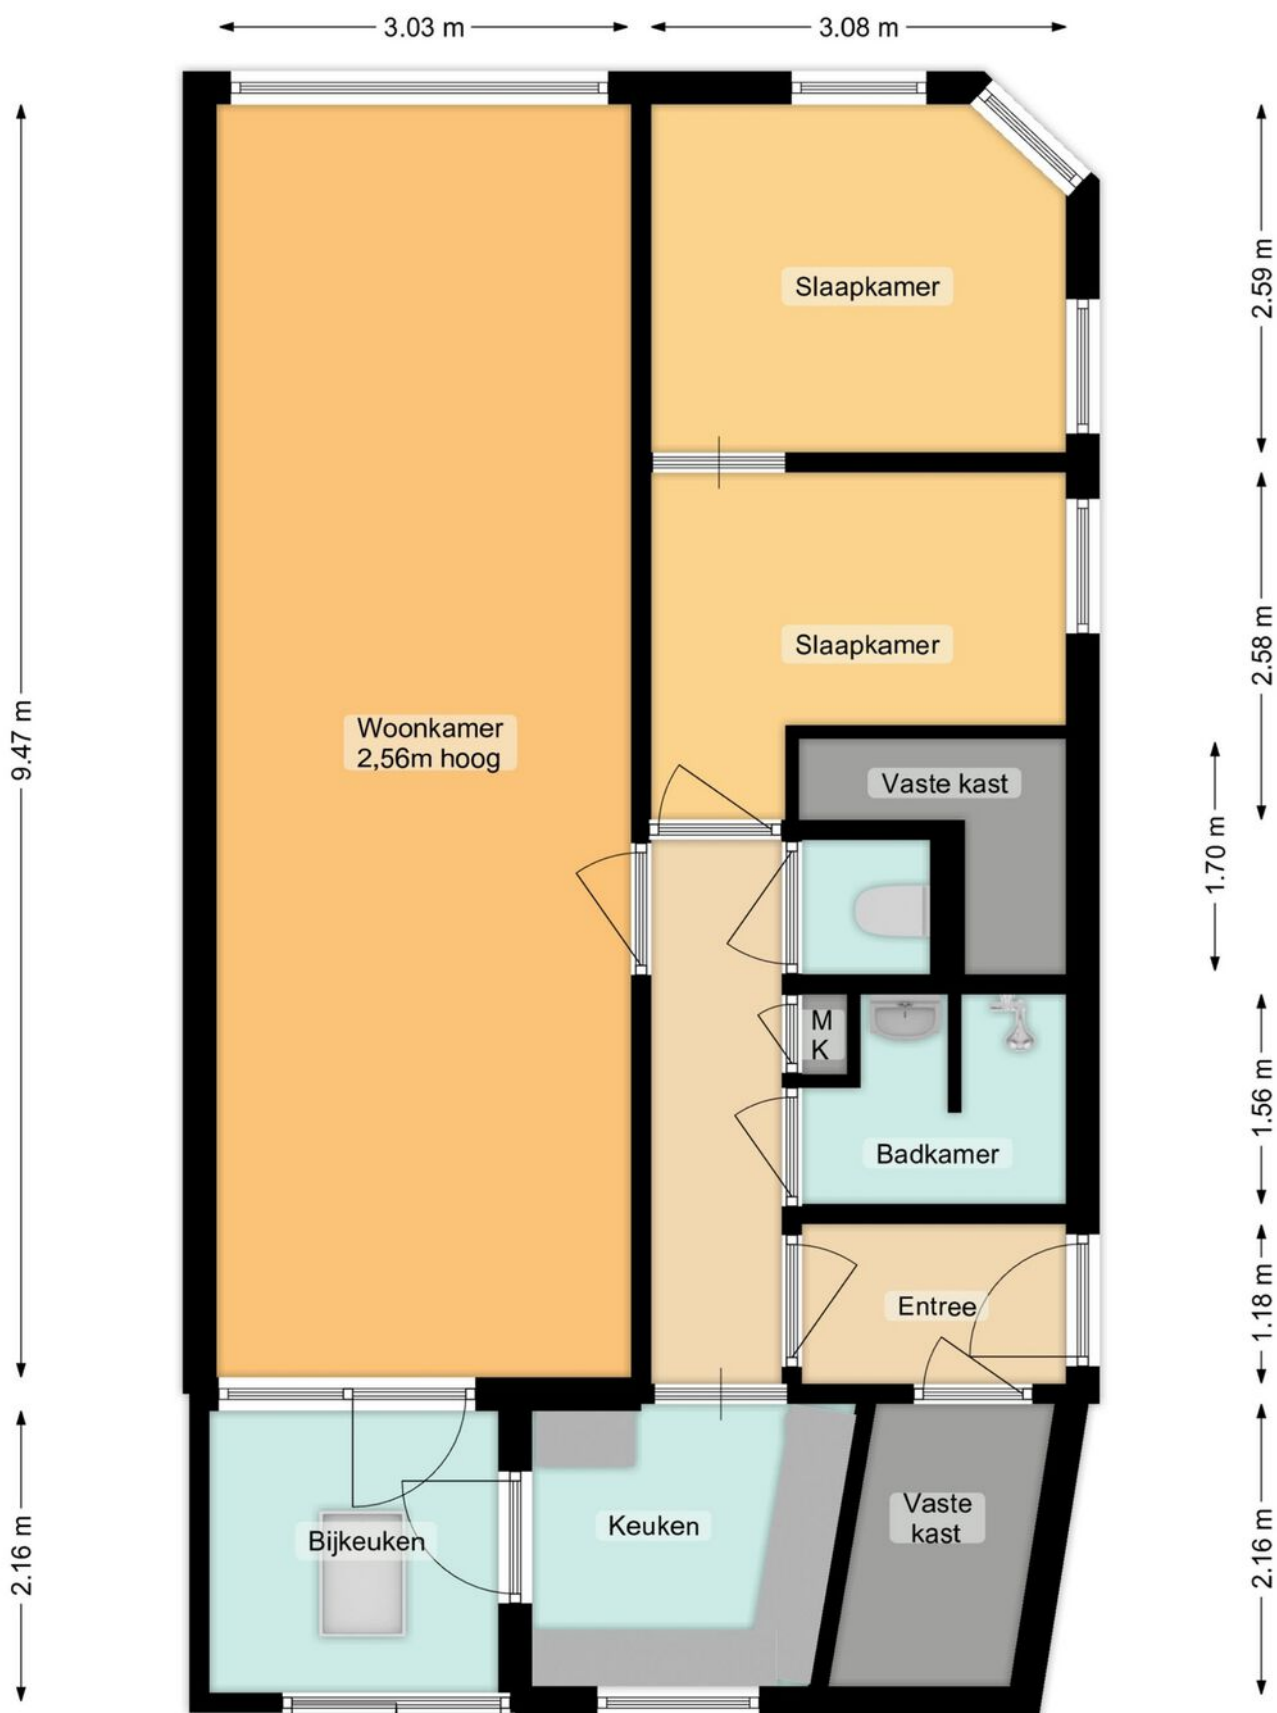 3.03 m
3.08 m
Slaapkamer
2.59 m
Slaapkamer
2.58 m
Woonkamer
2,56m hoog
9.47 m
Vaste kast
1.70 m
M
K
1.56 m
Badkamer
1.18 m
Entree
Vaste
kast
Keuken
Bijkeuken
2.16 m
2.16 m